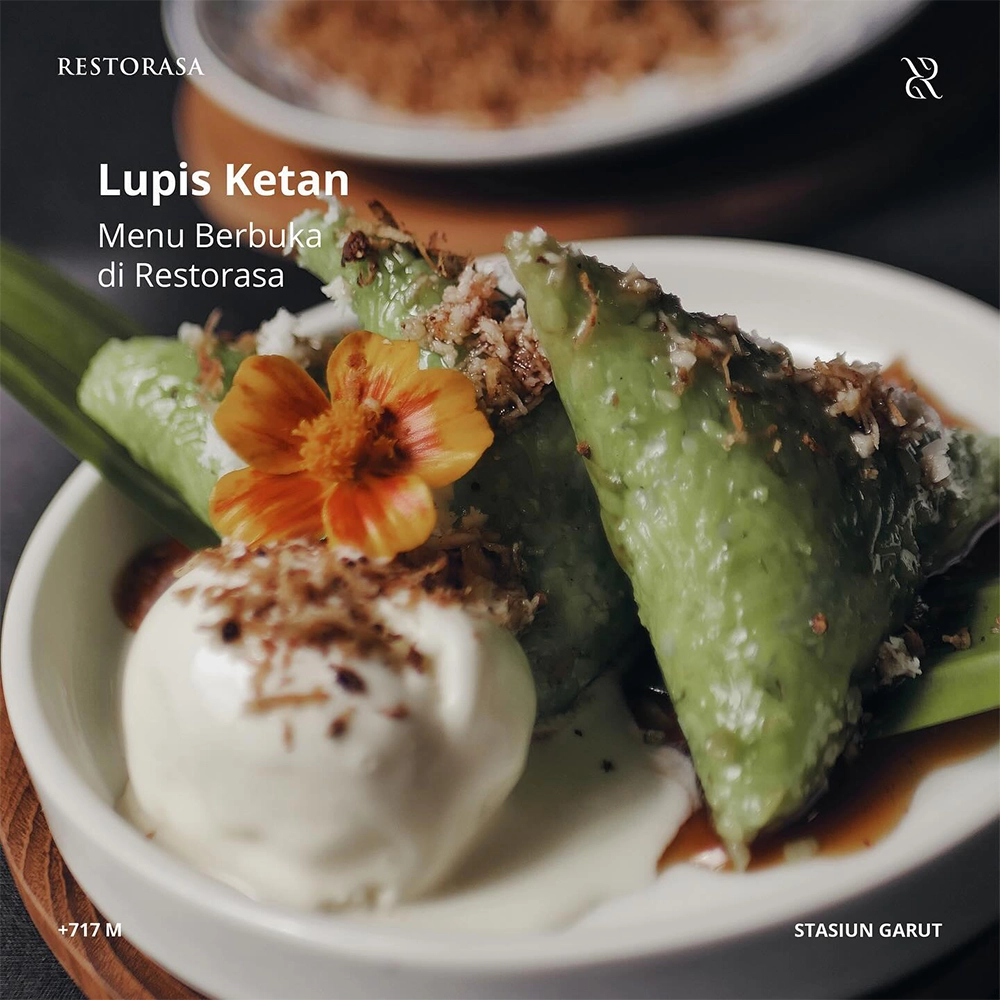 RESTORASA
Lupis Ketan
Menu Berbuka
di Restorasa
+717 M
STASIUN GARUT